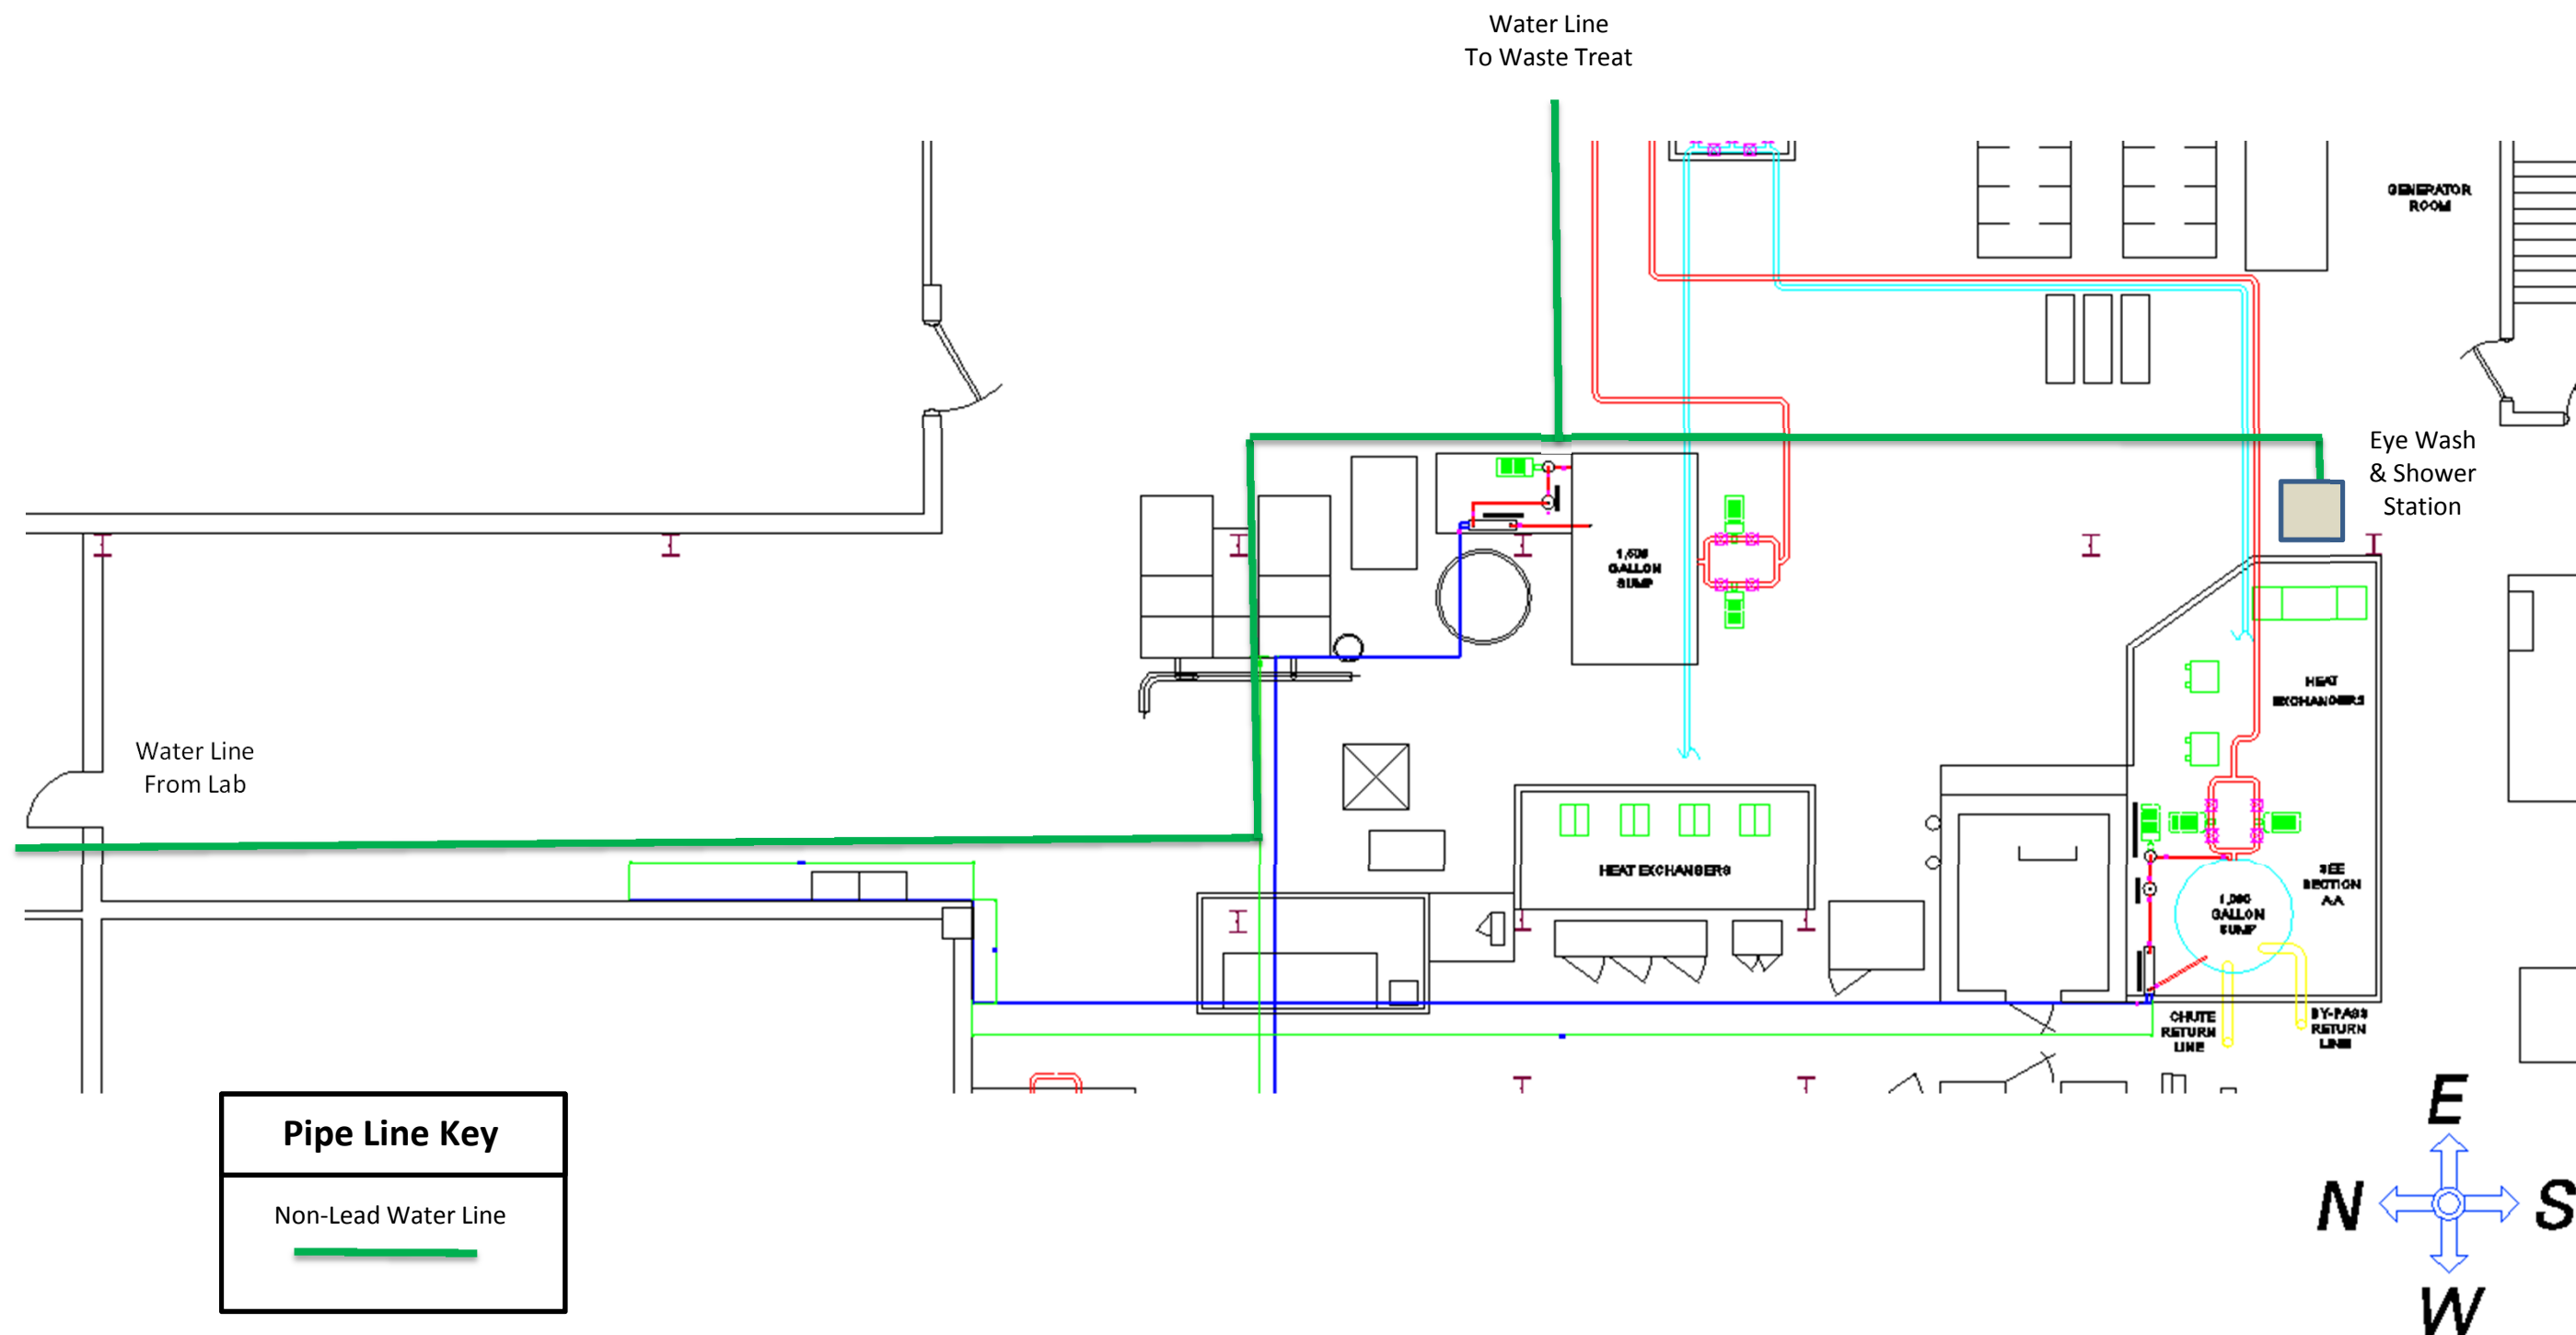 Water Line
To Waste Treat
GENERATOR
ROOM
Eye Wash
& Shower
Station
GALLON
SUMP
HEAT
EXCHANGERS
Water Line
From Lab
HEAT EXCHANGERS
SEE
SECTION
AA
GALLON
SUMP
CHUTE
RETURN
LINE
BY-PASS
RETURN
LINE
Pipe Line Key
Non-Lead Water Line
E
N
S
W